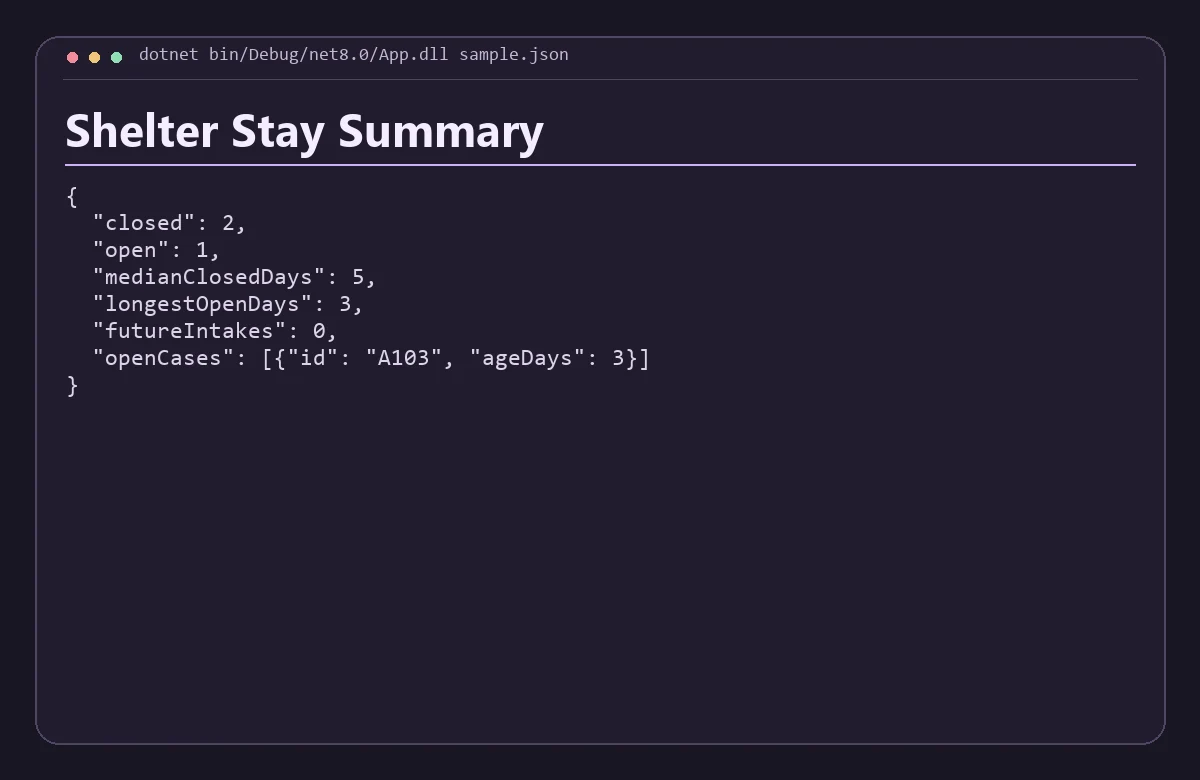 dotnet bin/Debug/net8.0/App.dll sample.json
Shelter Stay Summary
{
  "closed": 2,
  "open": 1,
  "medianClosedDays": 5,
  "longestOpenDays": 3,
  "futureIntakes": 0,
  "openCases": [{"id": "A103", "ageDays": 3}]
}